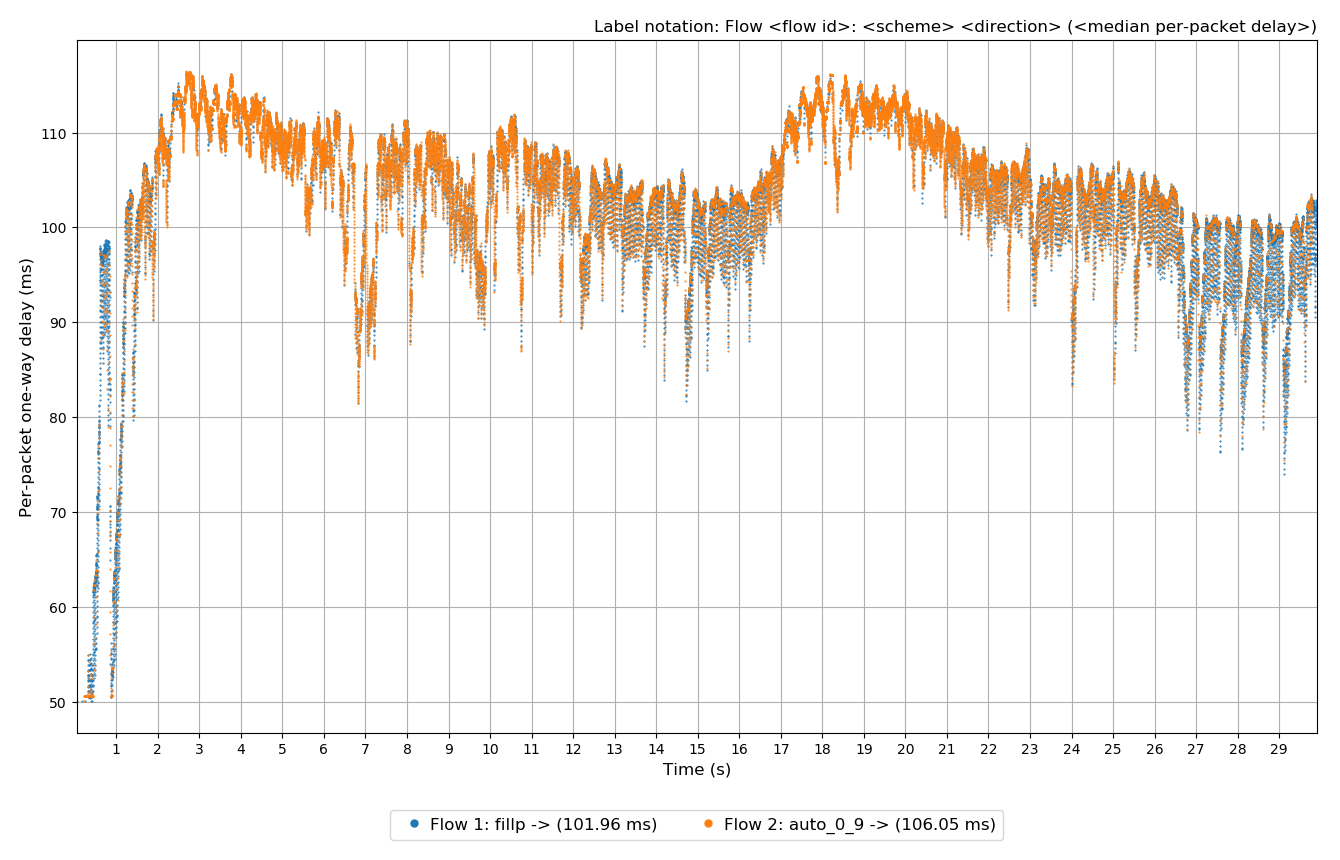 Label notation: Flow <flow id>: <scheme> <direction> (<median per-packet delay>)
Per-packet one-way delay (ms)
110
100
90
80
70
60
50
1 2 3 4 5 6 7 8 9 10 11 12 13 14 15 16 17 18 19 20 21 22 23 24 25 26 27 28 29
Time (s)
Flow 1: fillp -> (101.96 ms) Flow 2: auto_0_9 -> (106.05 ms)